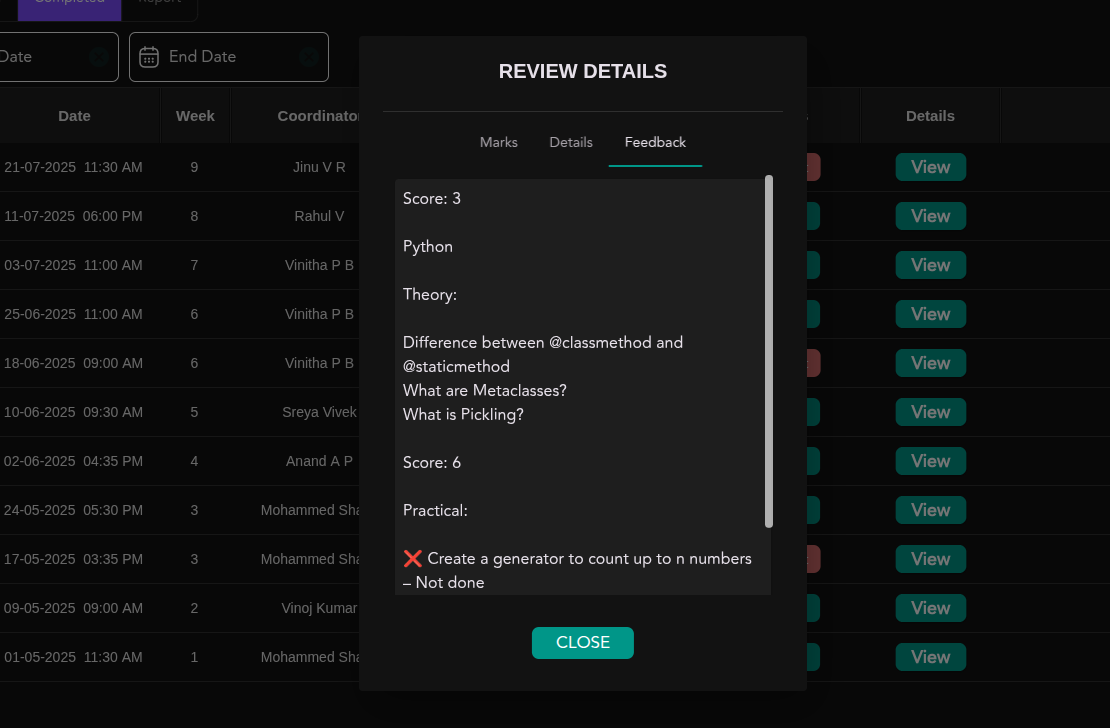 Completed
Report
Date
End Date
REVIEW DETAILS
Marks
Details
Feedback
Score: 3
Python
Theory:
Difference between @classmethod and
@staticmethod
What are Metaclasses?
What is Pickling?
Score: 6
Practical:
❌ Create a generator to count up to n numbers
– Not done
CLOSE
Date Week Coordinator Details
21-07-2025 11:30 AM 9 Jinu V R View
11-07-2025 06:00 PM 8 Rahul V View
03-07-2025 11:00 AM 7 Vinitha P B View
25-06-2025 11:00 AM 6 Vinitha P B View
18-06-2025 09:00 AM 6 Vinitha P B View
10-06-2025 09:30 AM 5 Sreya Vivek View
02-06-2025 04:35 PM 4 Anand A P View
24-05-2025 05:30 PM 3 Mohammed Sha View
17-05-2025 03:35 PM 3 Mohammed Sha View
09-05-2025 09:00 AM 2 Vinoj Kumar View
01-05-2025 11:30 AM 1 Mohammed Sha View